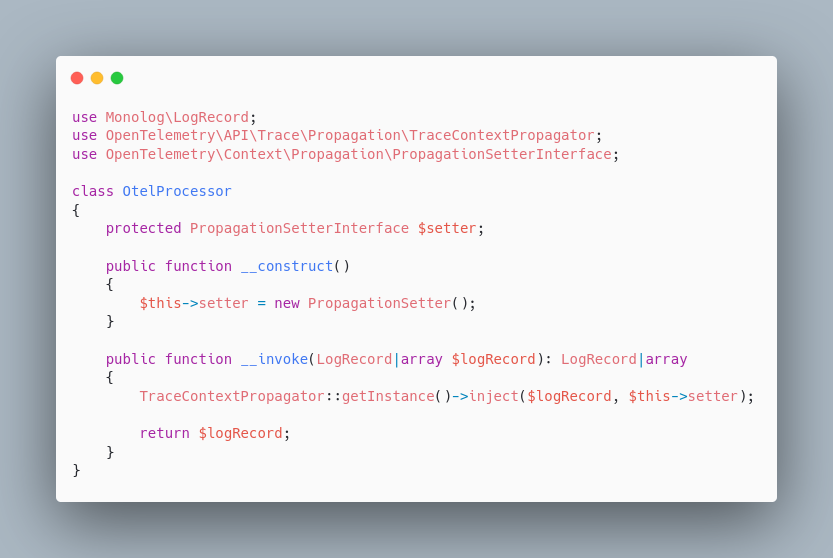 use Monolog\LogRecord;
use OpenTelemetry\API\Trace\Propagation\TraceContextPropagator;
use OpenTelemetry\Context\Propagation\PropagationSetterInterface;

class OtelProcessor
{
    protected PropagationSetterInterface $setter;

    public function __construct()
    {
        $this->setter = new PropagationSetter();
    }

    public function __invoke(LogRecord|array $logRecord): LogRecord|array
    {
        TraceContextPropagator::getInstance()->inject($logRecord, $this->setter);

        return $logRecord;
    }
}